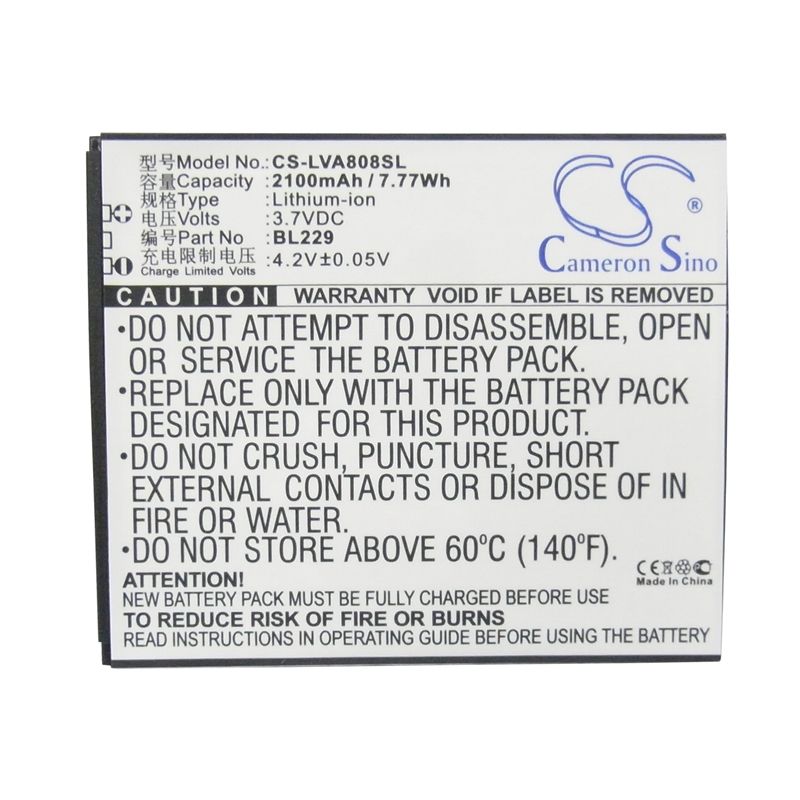 型号Model No.: CS-LVA808SL
容量Capacity: 2100mAh / 7.77Wh
规格Type: Lithium-ion
电压Volts: 3.7VDC
编号Part No: BL229
充电限制电压: 4.2V±0.05V
Charge Limited Volts
CS
®
Cameron Sino
CAUTION WARRANTY VOID IF LABEL IS REMOVED
•DO NOT ATTEMPT TO DISASSEMBLE, OPEN
OR SERVICE THE BATTERY PACK.
•REPLACE ONLY WITH THE BATTERY PACK
DESIGNATED FOR THIS PRODUCT.
•DO NOT CRUSH, PUNCTURE, SHORT
EXTERNAL CONTACTS OR DISPOSE OF IN
FIRE OR WATER.
•DO NOT STORE ABOVE 60°C (140°F).
CE
Made In China
ATTENTION!
NEW BATTERY PACK MUST BE FULLY CHARGED BEFORE USE
TO REDUCE RISK OF FIRE OR BURNS
READ INSTRUCTIONS IN OPERATING GUIDE BEFORE USING THE BATTERY